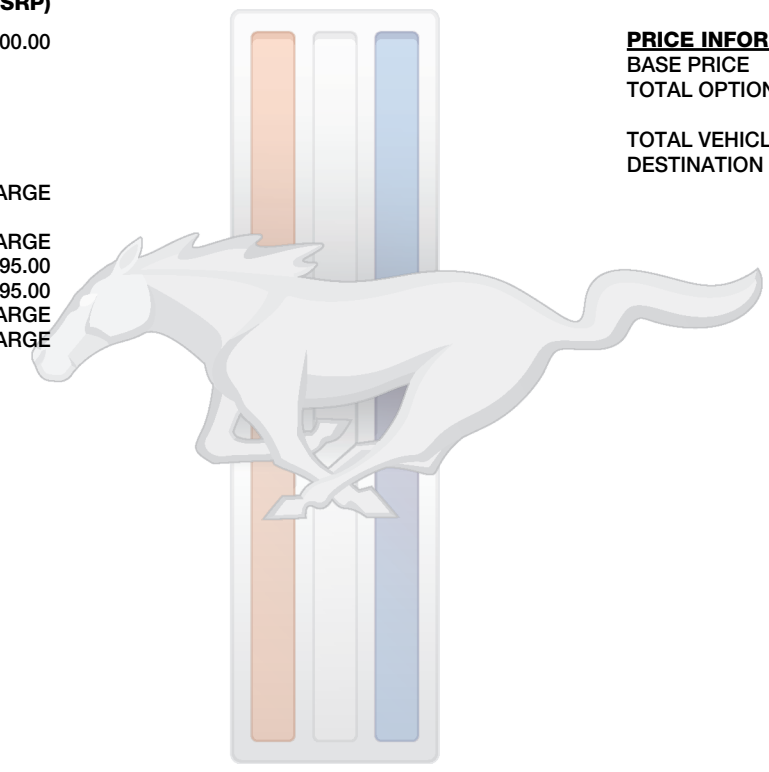 SRP)
00.00
ARGE
ARGE
95.00
95.00
ARGE
ARGE
PRICE INFOR
BASE PRICE
TOTAL OPTION
TOTAL VEHICL
DESTINATION